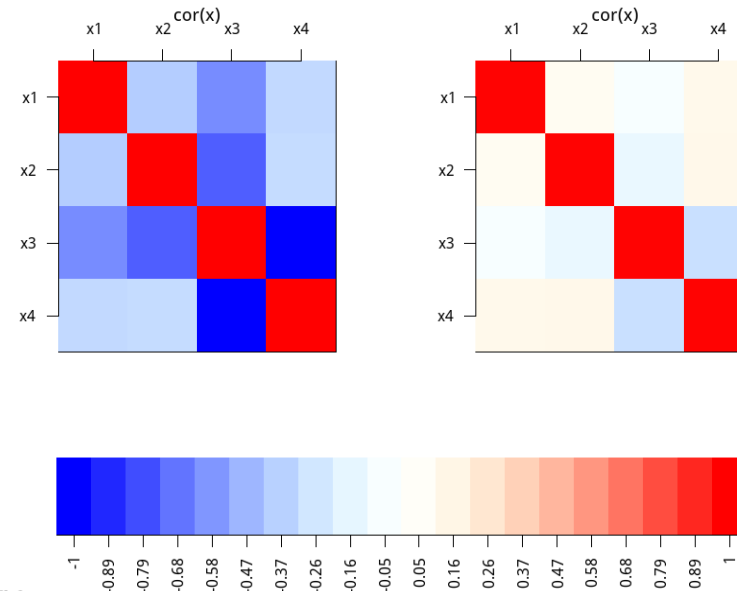 cor(x) cor(x)
x1 x2 x3 x4 x1 x2 x3 x4
x1 x1
x2 x2
x3 x3
x4 x4
-1 -0.89 -0.79 -0.68 -0.58 -0.47 -0.37 -0.26 -0.16 -0.05 0.05 0.16 0.26 0.37 0.47 0.58 0.68 0.79 0.89 1